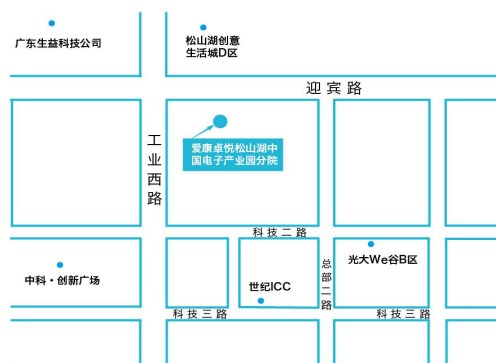 广东生益科技公司
松山湖创意
生活城D区
迎宾路
工业西路
爱康卓悦松山湖中
国电子产业园分院
科技二路
总部二路
光大We谷B区
中科·创新广场
世纪ICC
科技三路
科技三路